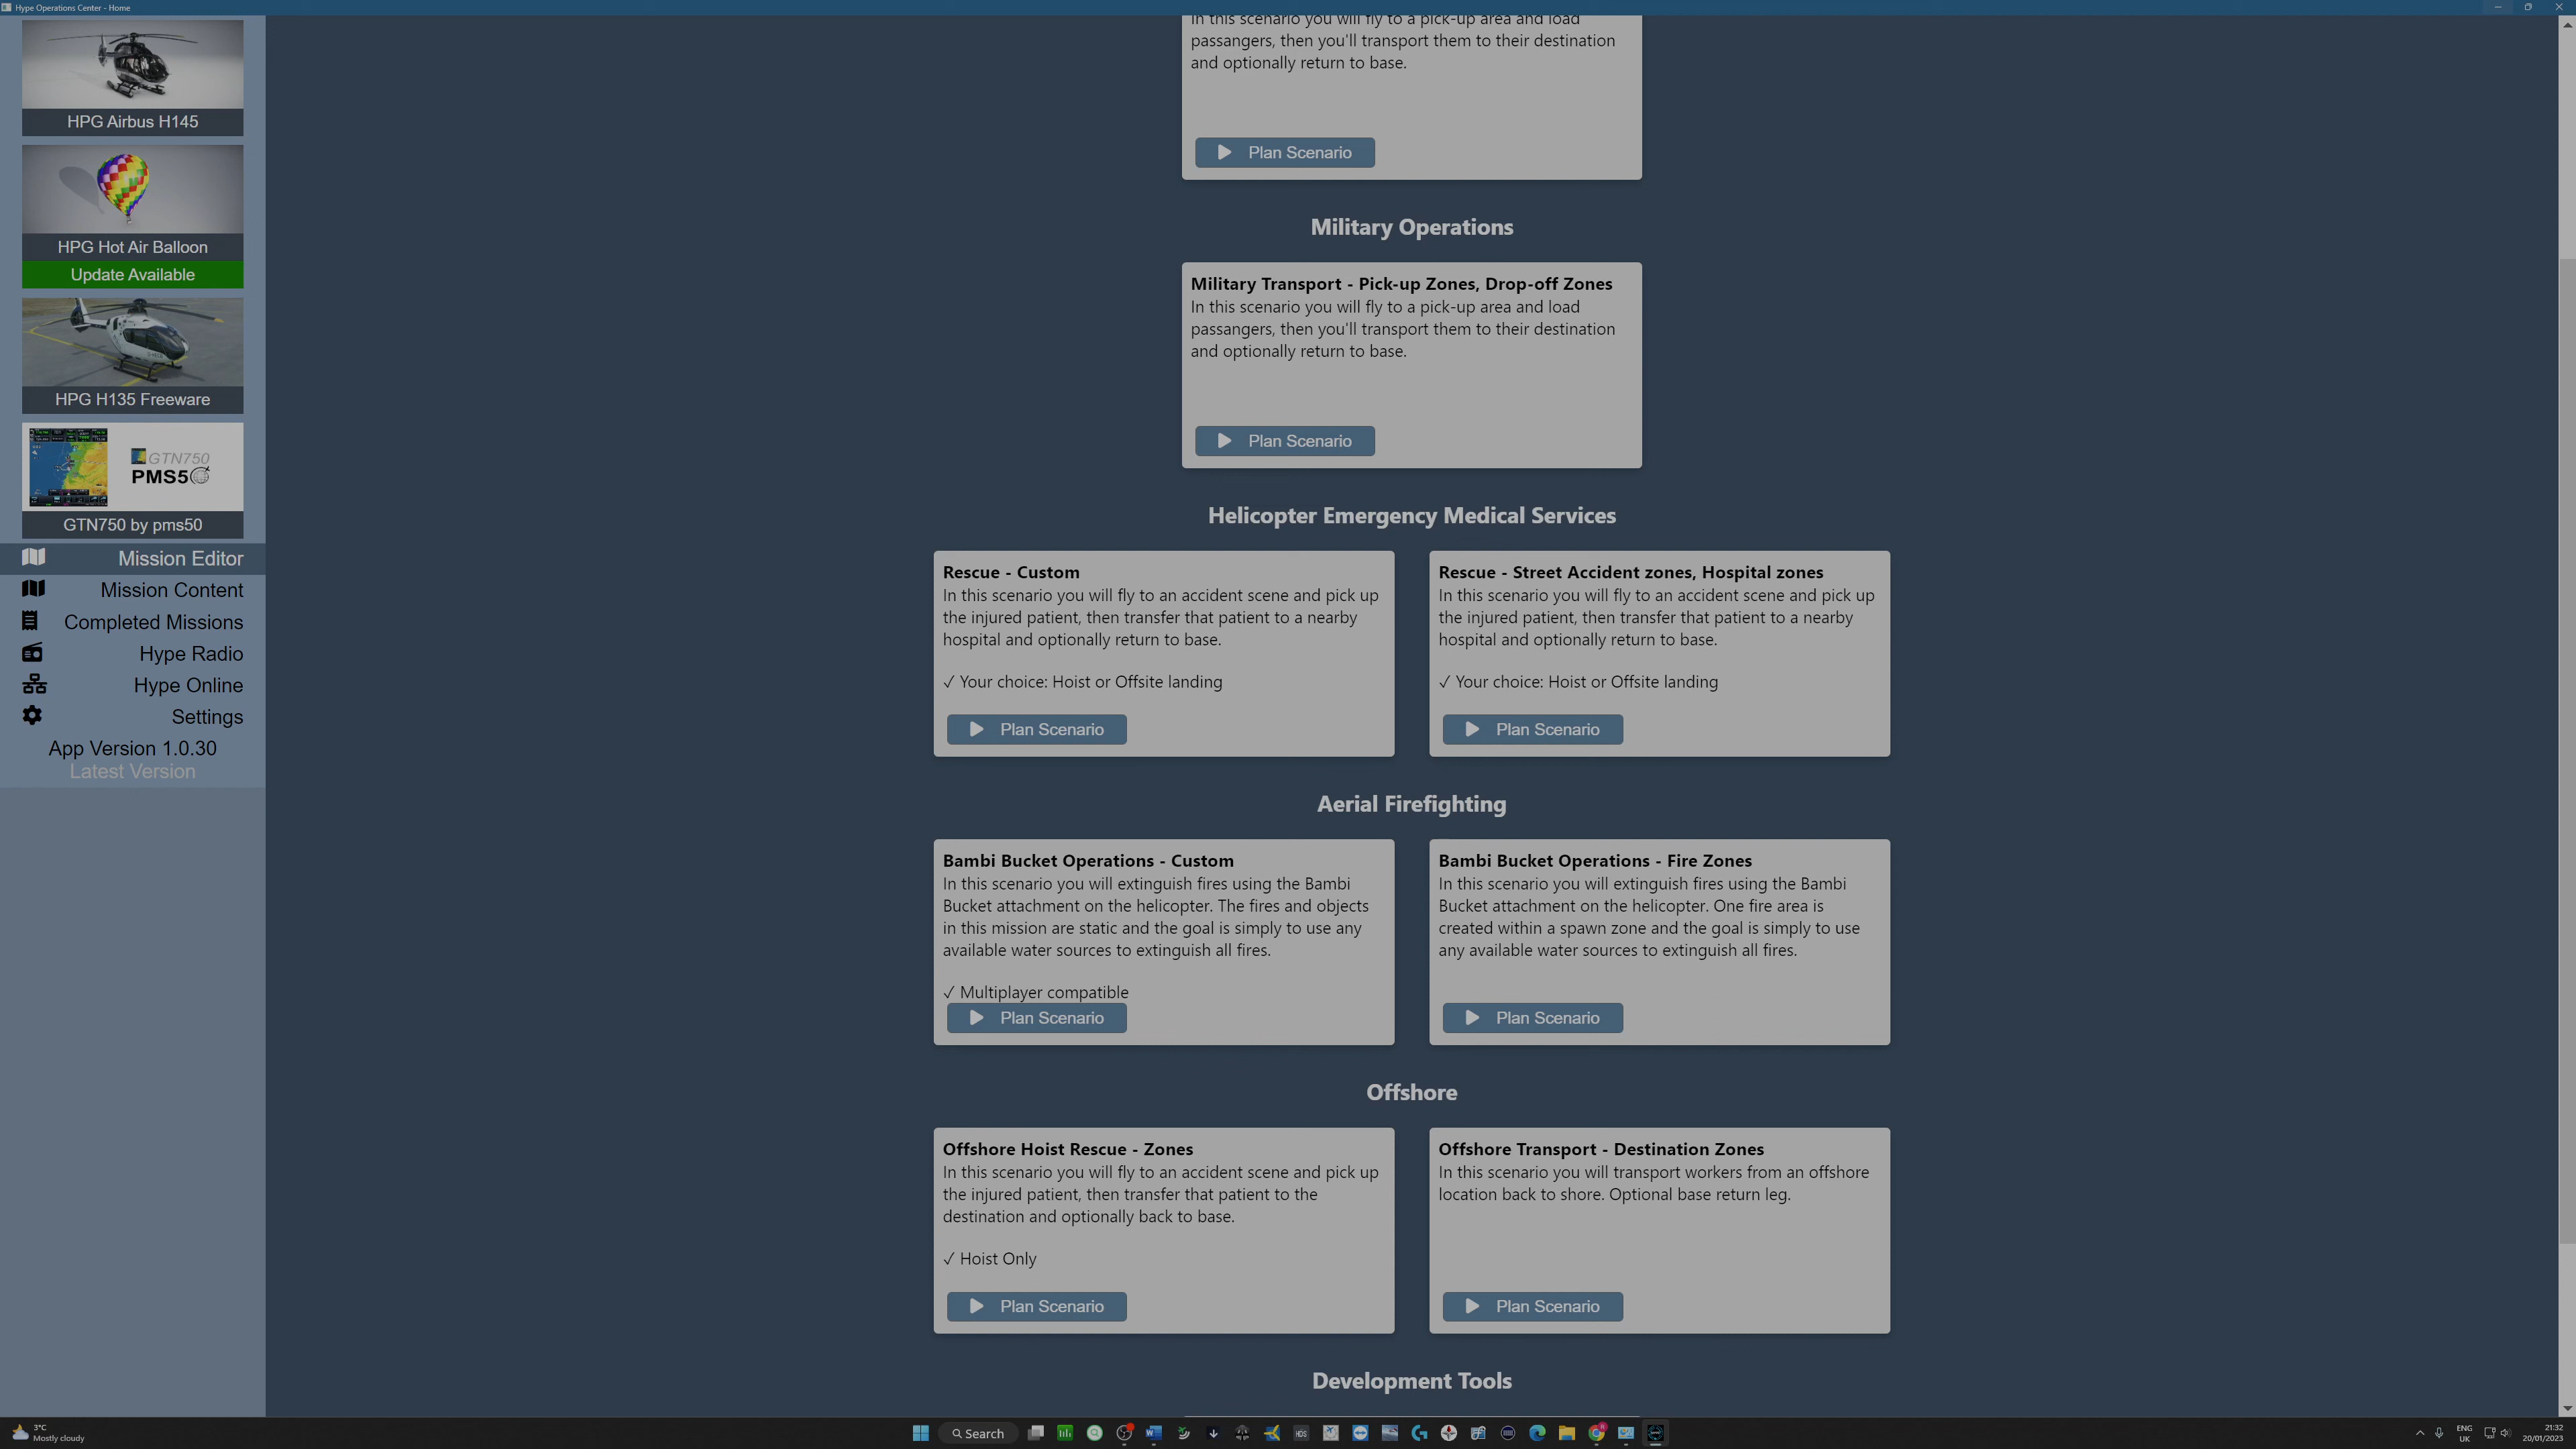 Hype Operations Center - Home
HPG Airbus H145
HPG Hot Air Balloon
Update Available
HPG H135 Freeware
GTN750
PMS50
GTN750 by pms50
Mission Editor
Mission Content
Completed Missions
Hype Radio
Hype Online
Settings
App Version 1.0.30
Latest Version
In this scenario you will fly to a pick-up area and load
passangers, then you'll transport them to their destination
and optionally return to base.
Plan Scenario
Military Operations
Military Transport - Pick-up Zones, Drop-off Zones
In this scenario you will fly to a pick-up area and load
passangers, then you'll transport them to their destination
and optionally return to base.
Plan Scenario
Helicopter Emergency Medical Services
Rescue - Custom
In this scenario you will fly to an accident scene and pick up
the injured patient, then transfer that patient to a nearby
hospital and optionally return to base.
✓ Your choice: Hoist or Offsite landing
Plan Scenario
Rescue - Street Accident zones, Hospital zones
In this scenario you will fly to an accident scene and pick up
the injured patient, then transfer that patient to a nearby
hospital and optionally return to base.
✓ Your choice: Hoist or Offsite landing
Plan Scenario
Aerial Firefighting
Bambi Bucket Operations - Custom
In this scenario you will extinguish fires using the Bambi
Bucket attachment on the helicopter. The fires and objects
in this mission are static and the goal is simply to use any
available water sources to extinguish all fires.
✓ Multiplayer compatible
Plan Scenario
Bambi Bucket Operations - Fire Zones
In this scenario you will extinguish fires using the Bambi
Bucket attachment on the helicopter. One fire area is
created within a spawn zone and the goal is simply to use
any available water sources to extinguish all fires.
Plan Scenario
Offshore
Offshore Hoist Rescue - Zones
In this scenario you will fly to an accident scene and pick up
the injured patient, then transfer that patient to the
destination and optionally back to base.
✓ Hoist Only
Plan Scenario
Offshore Transport - Destination Zones
In this scenario you will transport workers from an offshore
location back to shore. Optional base return leg.
Plan Scenario
Development Tools
3°C
Mostly cloudy
Search
HDS
ENG
UK
21:32
20/01/2023